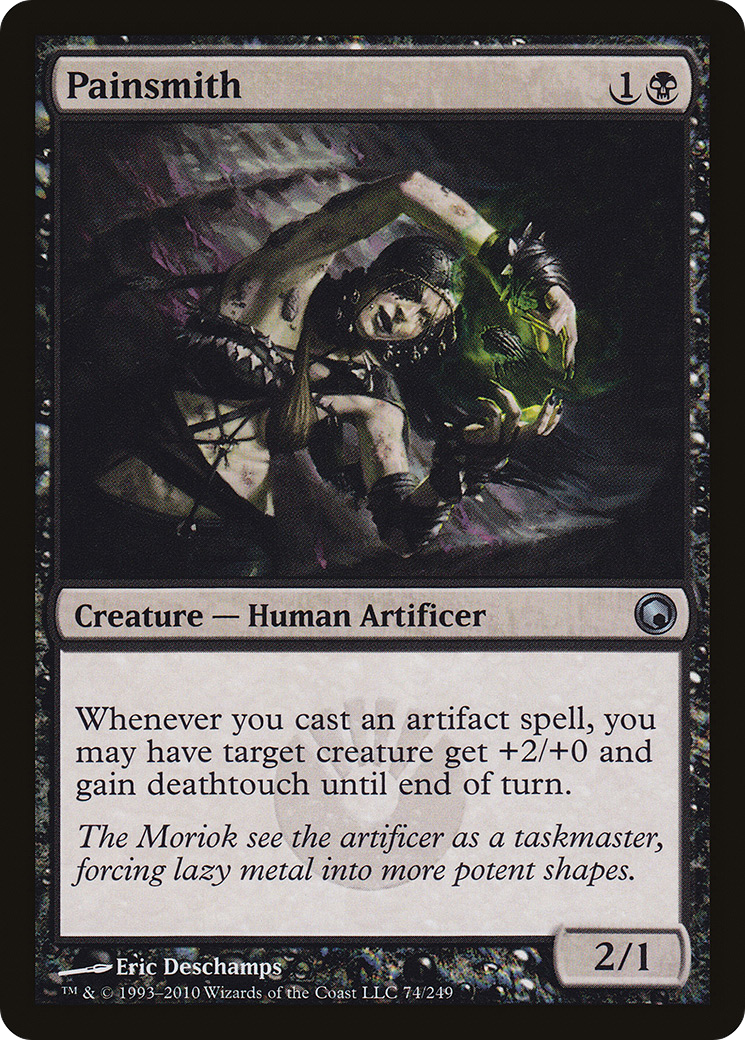 Painsmith 1
Creature — Human Artificer
Whenever you cast an artifact spell, you
may have target creature get +2/+0 and
gain deathtouch until end of turn.
The Moriok see the artificer as a taskmaster,
forcing lazy metal into more potent shapes.
2/1
Eric Deschamps
™ & © 1993–2010 Wizards of the Coast LLC 74/249